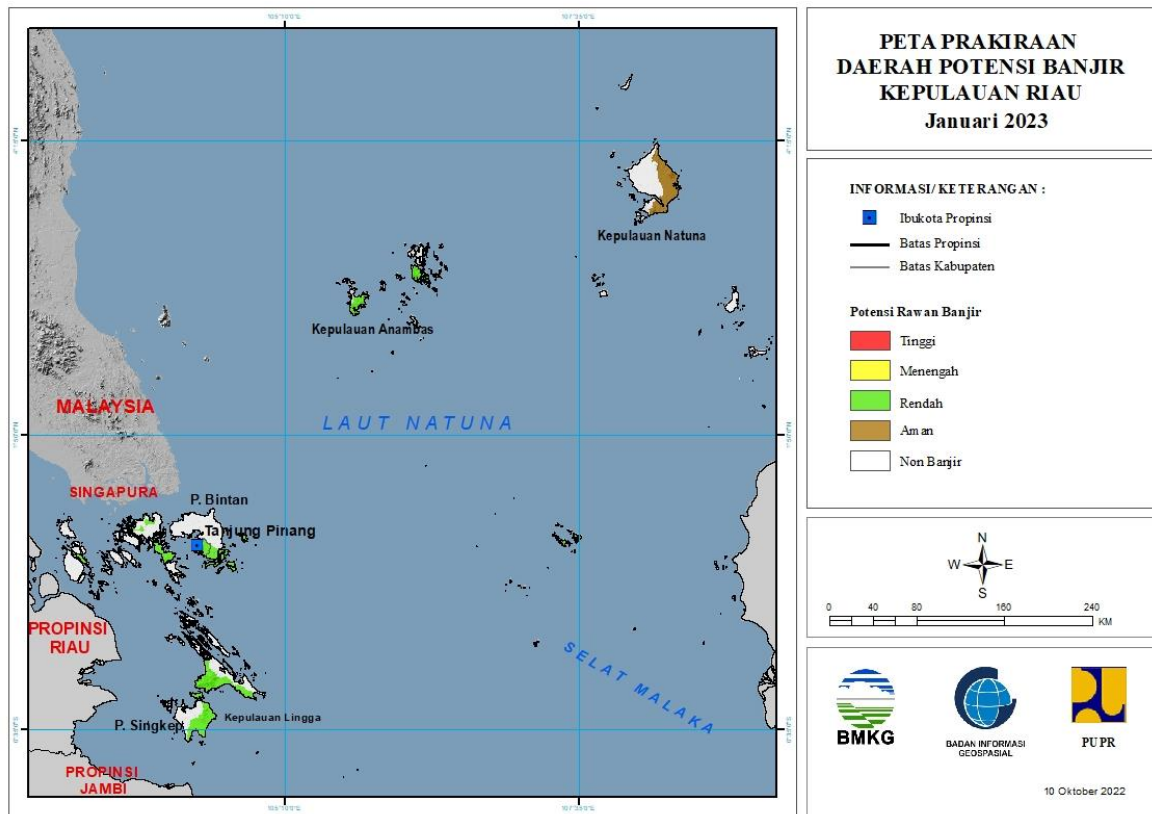 PETA PRAKIRAAN
DAERAH POTENSI BANJIR
KEPULAUAN RIAU
Januari 2023
INFORMASI/ KETERANGAN :
Ibukota Propinsi
Batas Propinsi
Batas Kabupaten
Potensi Rawan Banjir
Tinggi
Menengah
Rendah
Aman
Non Banjir
N
W E
S
0 40 80 160 240
KM
BMKG
BADAN INFORMASI
GEOSPASIAL
PUPR
10 Oktober 2022
Kepulauan Natuna
Kepulauan Anambas
MALAYSIA
LAUT NATUNA
SINGAPURA
P. Bintan
Tanjung Pinang
PROPINSI
RIAU
SELAT MALAKA
Kepulauan Lingga
P. Singkep
PROPINSI
JAMBI